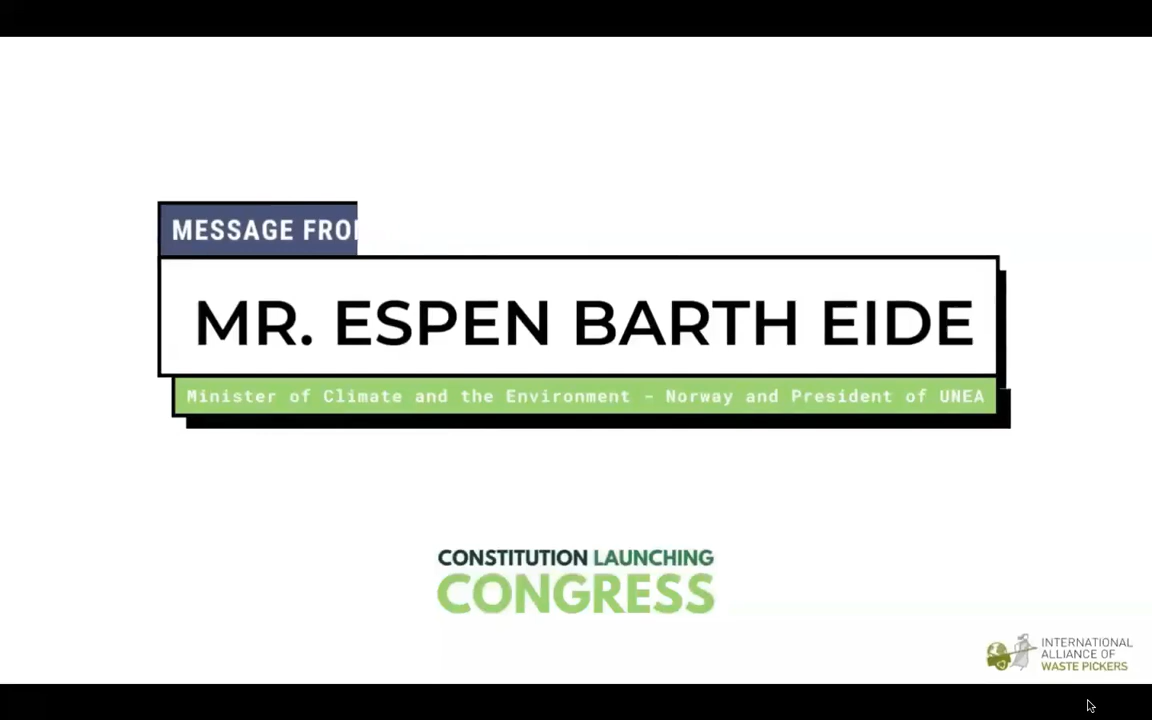 MESSAGE FRO
MR. ESPEN BARTH EIDE
Minister of Climate and the Environment - Norway and President of UNEA
CONSTITUTION LAUNCHING
CONGRESS
INTERNATIONAL
ALLIANCE OF
WASTE PICKERS